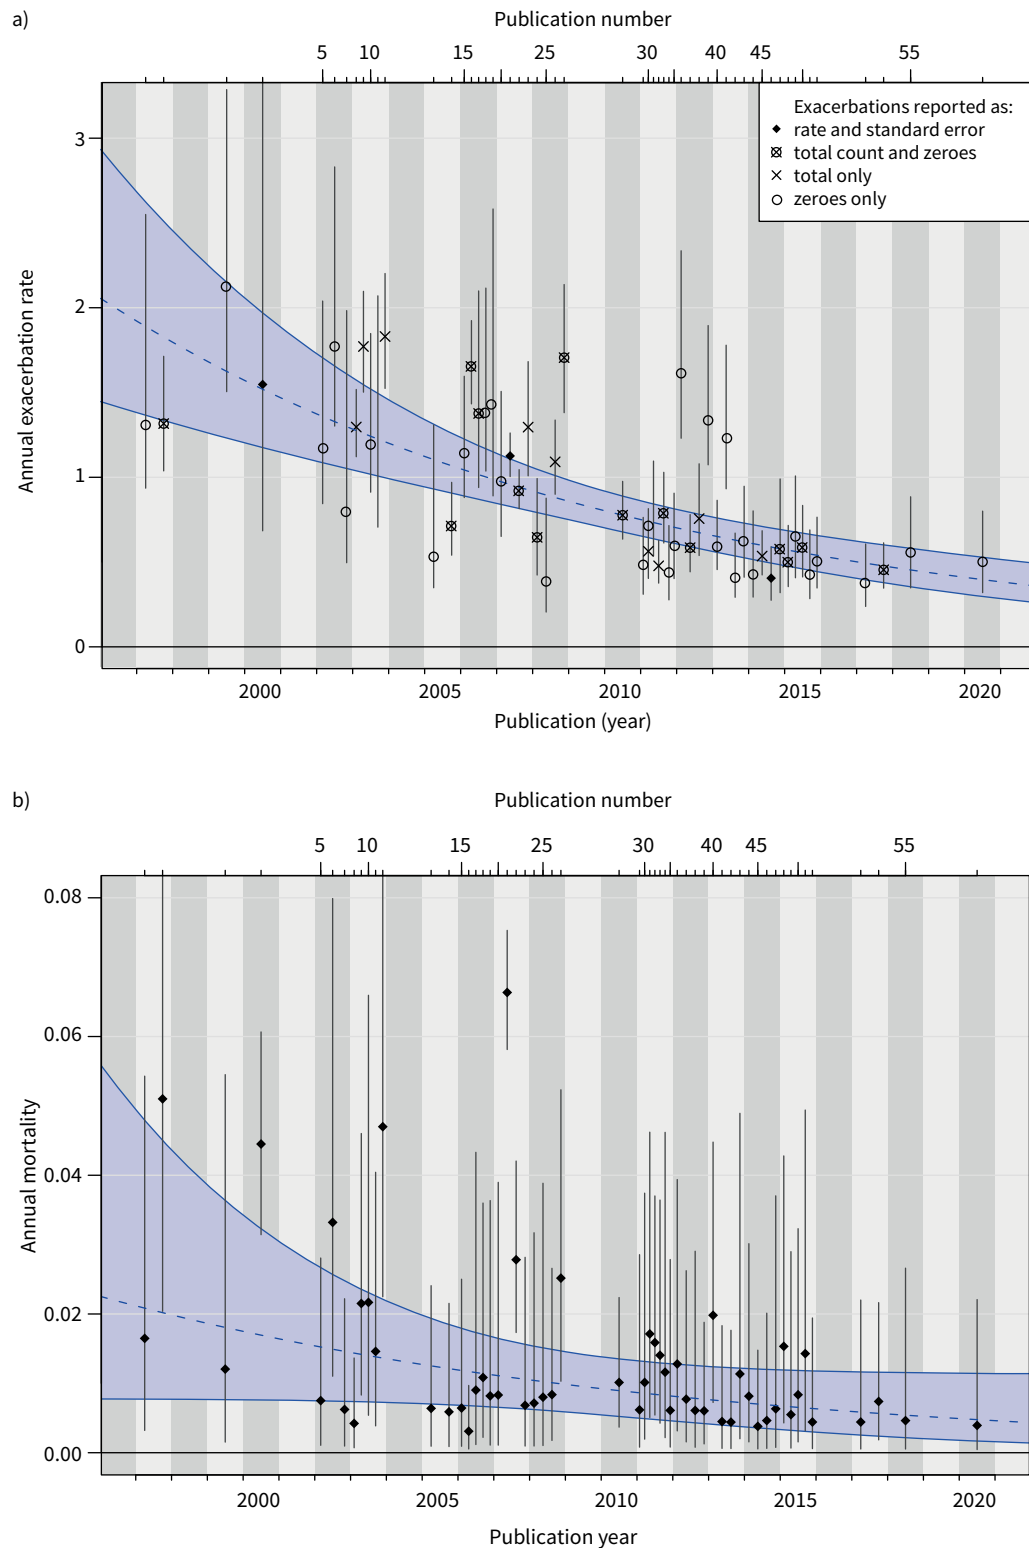 a)
Publication number
5 10 15 25 30 40 45 55
Exacerbations reported as:
rate and standard error
total count and zeroes
total only
zeroes only
3
2
1
0
Annual exacerbation rate
2000 2005 2010 2015 2020
Publication (year)
b)
Publication number
5 10 15 25 30 40 45 55
0.08
0.06
0.04
0.02
0.00
Annual mortality
2000 2005 2010 2015 2020
Publication year